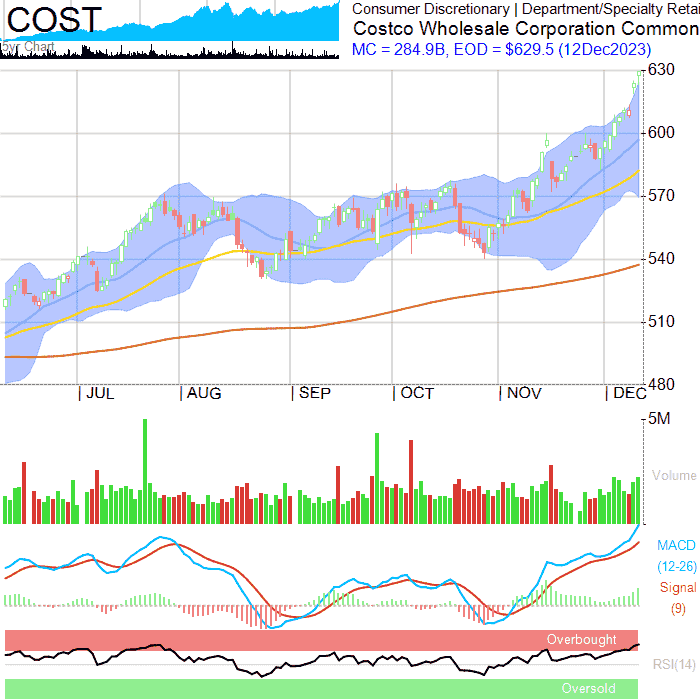 COST
5yr Chart
Consumer Discretionary | Department/Specialty Retai
Costco Wholesale Corporation Common
MC = 284.9B, EOD = $629.5 (12Dec2023)
630
600
570
540
510
480
| JUL | AUG | SEP | OCT | NOV | DEC
5M
Volume
MACD
(12-26)
Signal
(9)
Overbought
RSI(14)
Oversold